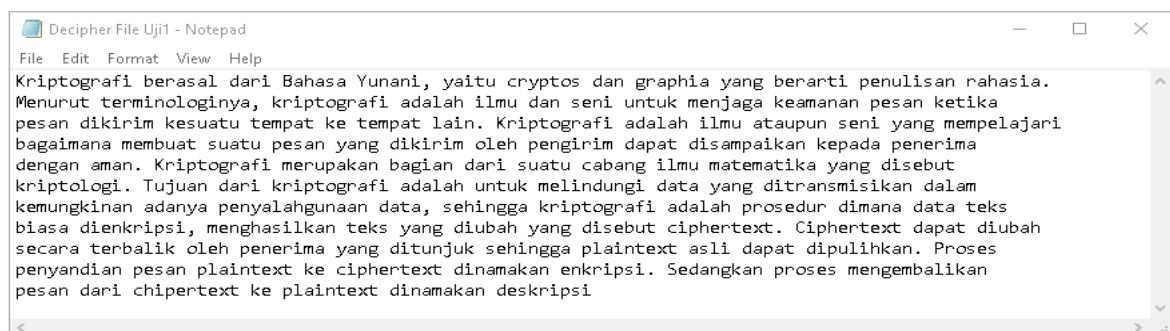 Decipher File Uji1 - Notepad
File Edit Format View Help
Kriptografi berasal dari Bahasa Yunani, yaitu cryptos dan graphia yang berarti penulisan rahasia.
Menurut terminologinya, kriptografi adalah ilmu dan seni untuk menjaga keamanan pesan ketika
pesan dikirim kesuatu tempat ke tempat lain. Kriptografi adalah ilmu ataupun seni yang mempelajari
bagaimana membuat suatu pesan yang dikirim oleh pengirim dapat disampaikan kepada penerima
dengan aman. Kriptografi merupakan bagian dari suatu cabang ilmu matematika yang disebut
kriptologi. Tujuan dari kriptografi adalah untuk melindungi data yang ditransmisikan dalam
kemungkinan adanya penyalahgunaan data, sehingga kriptografi adalah prosedur dimana data teks
biasa dienkripsi, menghasilkan teks yang diubah yang disebut ciphertext. Ciphertext dapat diubah
secara terbalik oleh penerima yang ditunjuk sehingga plaintext asli dapat dipulihkan. Proses
penyandian pesan plaintext ke ciphertext dinamakan enkripsi. Sedangkan proses mengembalikan
pesan dari chipertext ke plaintext dinamakan deskripsi